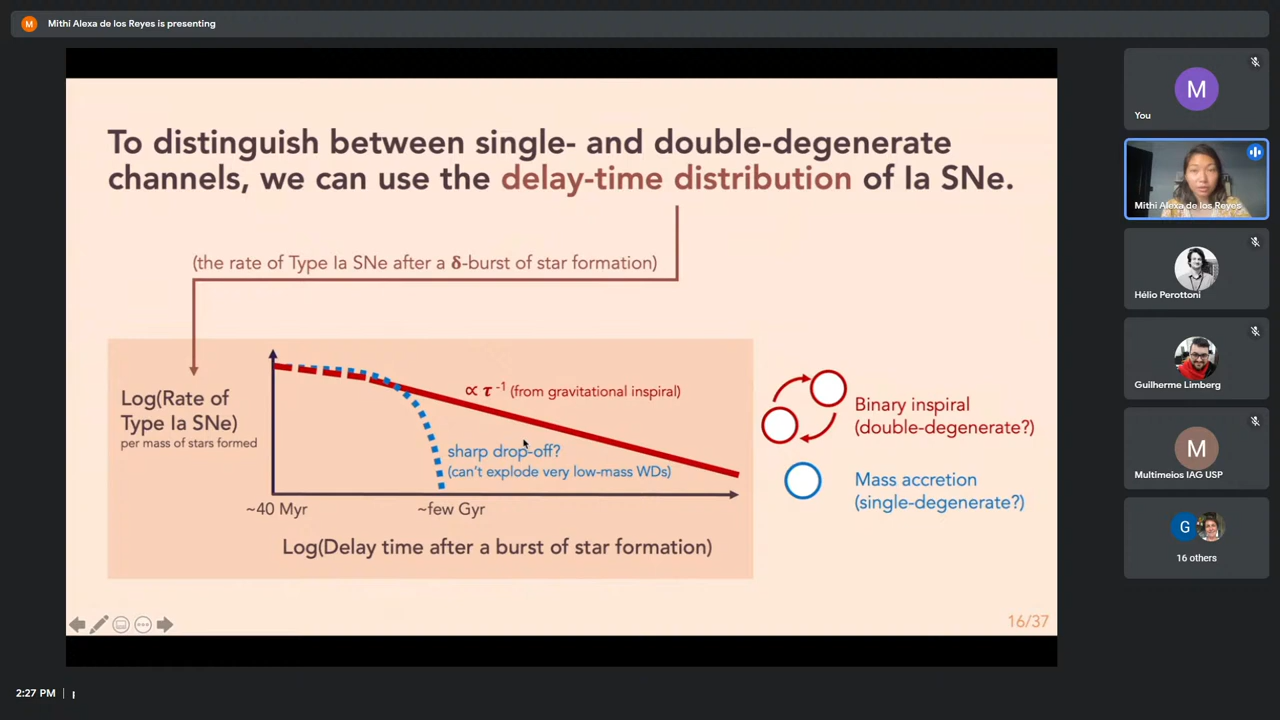 M
Mithi Alexa de los Reyes is presenting
To distinguish between single- and double-degenerate
channels, we can use the delay-time distribution of Ia SNe.
(the rate of Type Ia SNe after a δ-burst of star formation)
Log(Rate of
Type Ia SNe)
per mass of stars formed
∝ τ⁻¹ (from gravitational inspiral)
sharp drop-off?
(can't explode very low-mass WDs)
~40 Myr
~few Gyr
Log(Delay time after a burst of star formation)
Binary inspiral
(double-degenerate?)
Mass accretion
(single-degenerate?)
16/37
M
You
Mithi Alexa de los Reyes
Hélio Perottoni
Guilherme Limberg
M
Multimeios IAG USP
G
16 others
2:27 PM